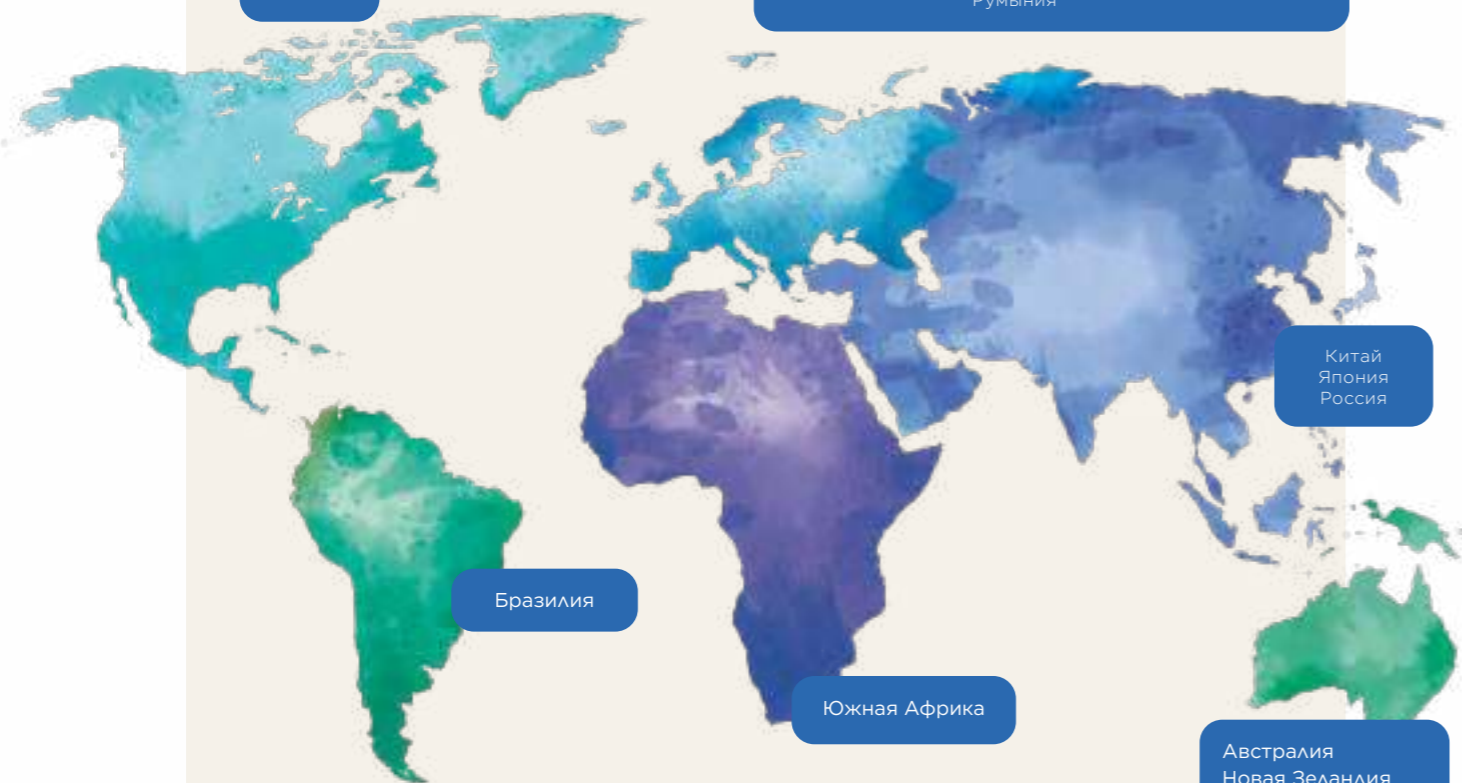 Румыния
Китай
Япония
Россия
Бразилия
Южная Африка
Австралия
Новая Зеландия